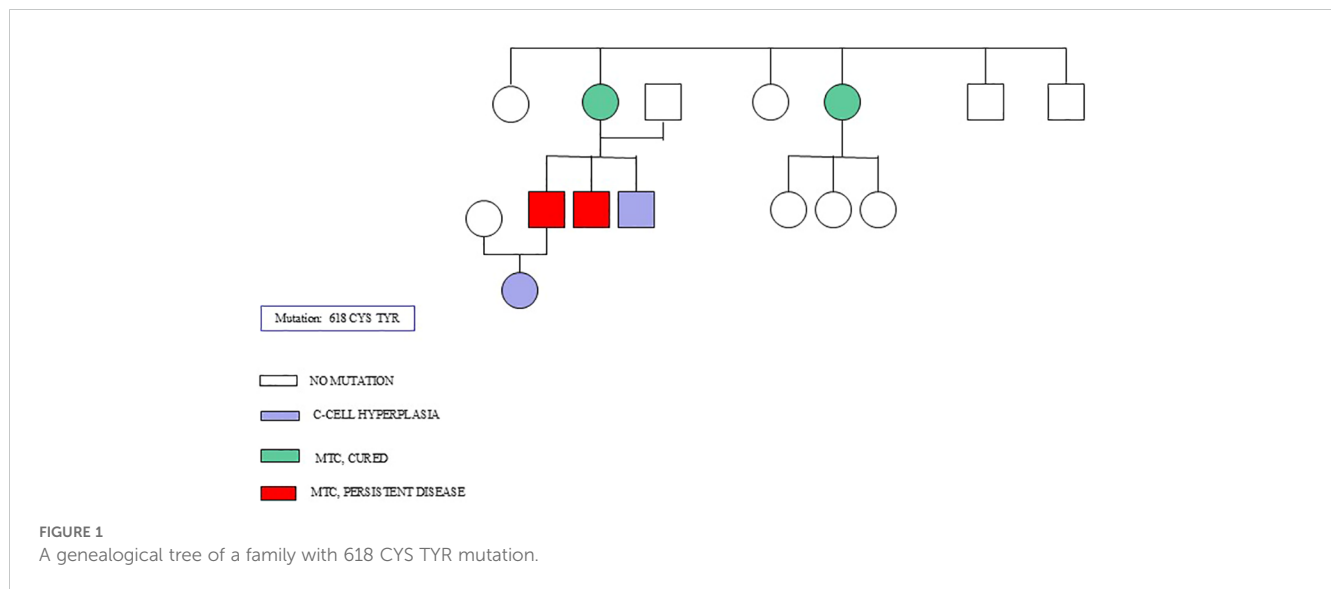 Mutation: 618 CYS TYR
NO MUTATION
C-CELL HYPERPLASIA
MTC, CURED
MTC, PERSISTENT DISEASE
FIGURE 1
A genealogical tree of a family with 618 CYS TYR mutation.